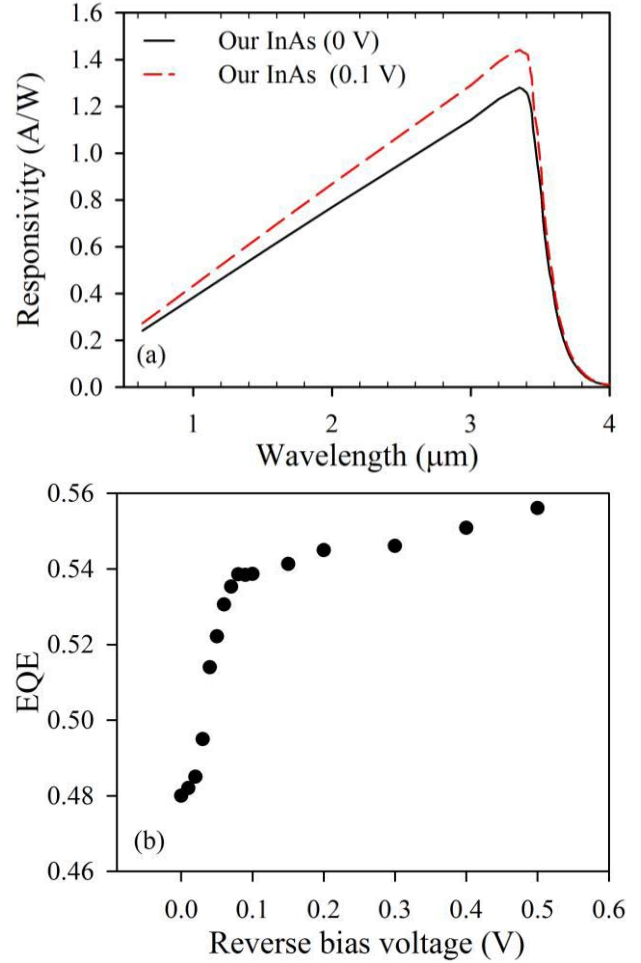 1.6
1.4
1.2
1.0
0.8
0.6
0.4
0.2
0.0
Responsivity (A/W)
Our InAs (0 V)
Our InAs (0.1 V)
(a)
1 2 3 4
Wavelength (μm)
0.56
0.54
0.52
0.50
0.48
0.46
EQE
(b)
0.0 0.1 0.2 0.3 0.4 0.5 0.6
Reverse bias voltage (V)